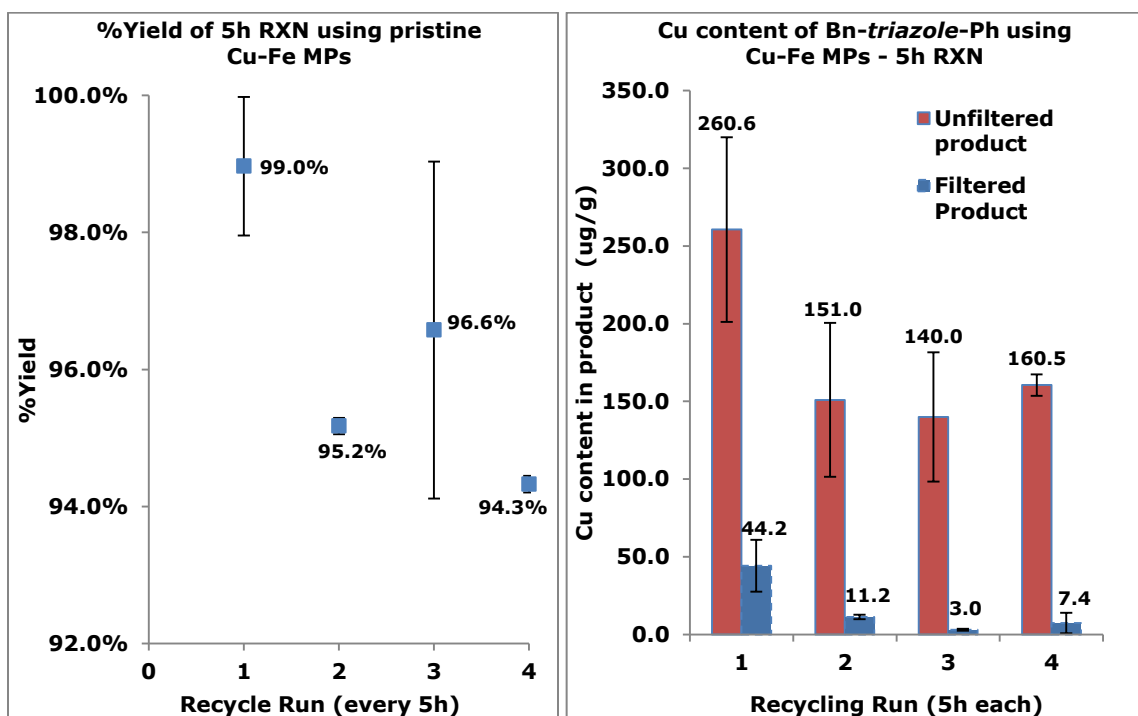 %Yield of 5h RXN using pristine
Cu-Fe MPs
100.0%
98.0%
96.0%
94.0%
92.0%
%Yield
99.0%
95.2%
96.6%
94.3%
0
1
2
3
4
Recycle Run (every 5h)
Cu content of Bn-triazole-Ph using
Cu-Fe MPs - 5h RXN
350.0
300.0
250.0
200.0
150.0
100.0
50.0
0.0
Cu content in product (ug/g)
Unfiltered
product
Filtered
Product
260.6
151.0
140.0
160.5
44.2
11.2
3.0
7.4
1
2
3
4
Recycling Run (5h each)